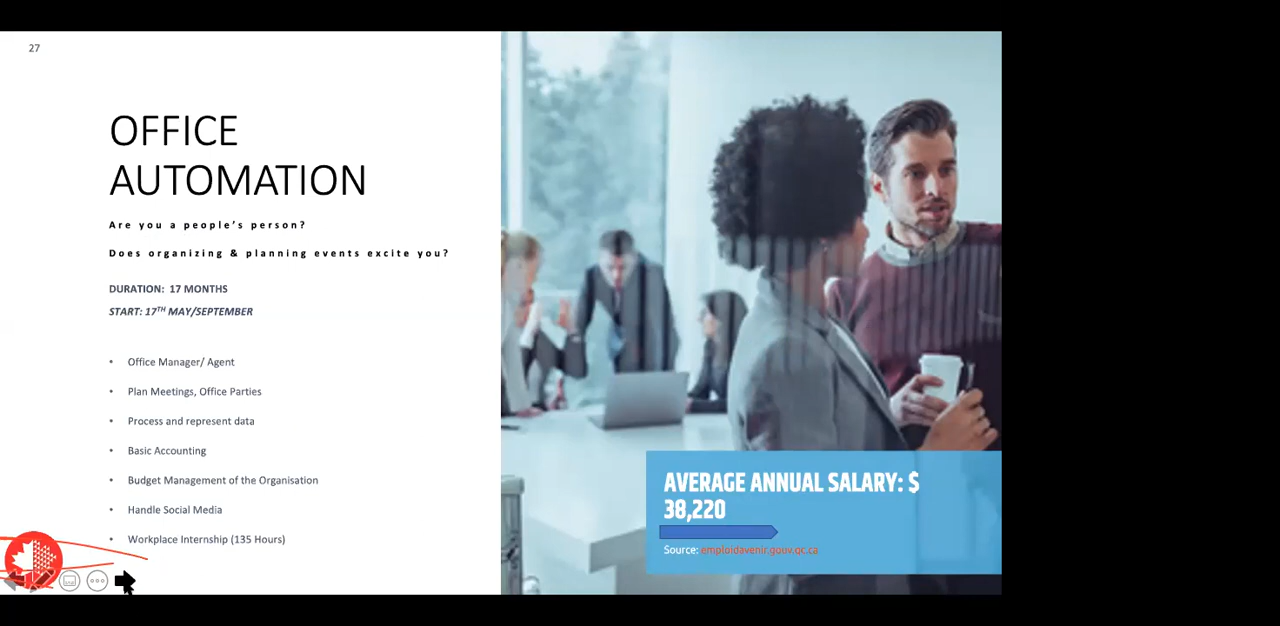 27
OFFICE
AUTOMATION
Are you a people's person?
Does organizing & planning events excite you?
DURATION: 17 MONTHS
START: 17TH MAY/SEPTEMBER
• Office Manager/ Agent
• Plan Meetings, Office Parties
• Process and represent data
• Basic Accounting
• Budget Management of the Organisation
• Handle Social Media
• Workplace Internship (135 Hours)
AVERAGE ANNUAL SALARY: $
38,220
Source: emploidavenir.gouv.qc.ca